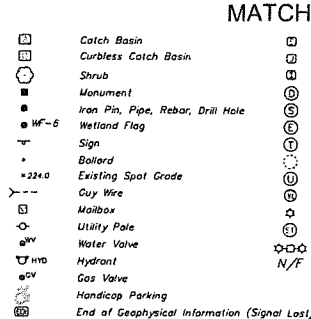 MATCH
Catch Basin
Curbless Catch Basin
Shrub
Monument
Iron Pin, Pipe, Rebar, Drill Hole
WF-6 Wetland Flag
Sign
Bollard
×224.0 Existing Spot Grade
Guy Wire
Mailbox
Utility Pole
WV Water Valve
HYD Hydrant
GV Gas Valve
Handicap Parking
End of Geophysical Information (Signal Lost,
D
S
E
T
U
N/F